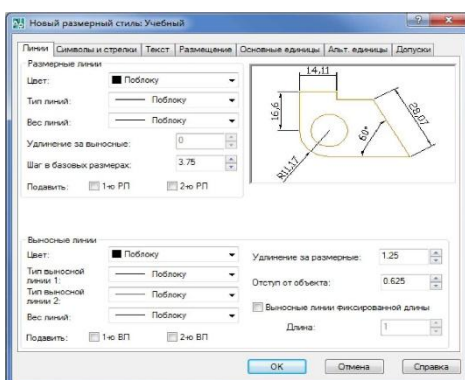 Новый размерный стиль: Учебный
Линии Символы и стрелки Текст Размещение Основные единицы Альт. единицы Допуски
Размерные линии
Цвет: Поблоку
Тип линий: Поблоку
Вес линий: Поблоку
Удлинение за выносные: 0
Шаг в базовых размерах: 3.75
Подавить: 1-ю РП 2-ю РП
14,11
16,6
28,07
60°
R11,17
Выносные линии
Цвет: Поблоку
Тип выносной линии 1: Поблоку
Тип выносной линии 2: Поблоку
Вес линий: Поблоку
Подавить: 1-ю ВП 2-ю ВП
Удлинение за размерные: 1.25
Отступ от объекта: 0.625
Выносные линии фиксированной длины
Длина: 1
OK Отмена Справка